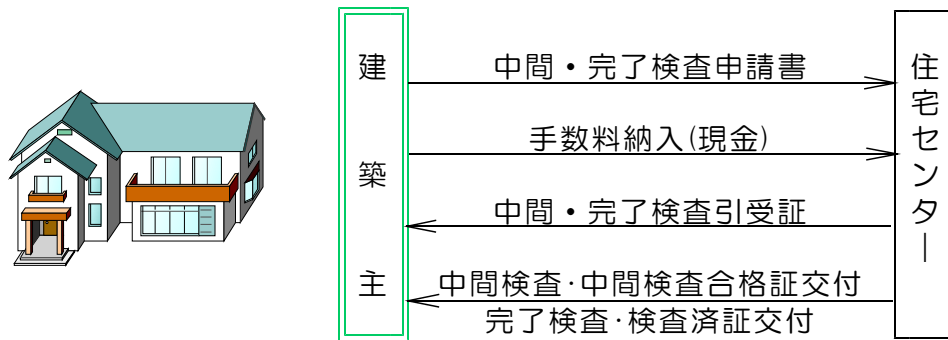 建築主
中間・完了検査申請書
手数料納入(現金)
中間・完了検査引受証
中間検査・中間検査合格証交付
完了検査・検査済証交付
住宅センター